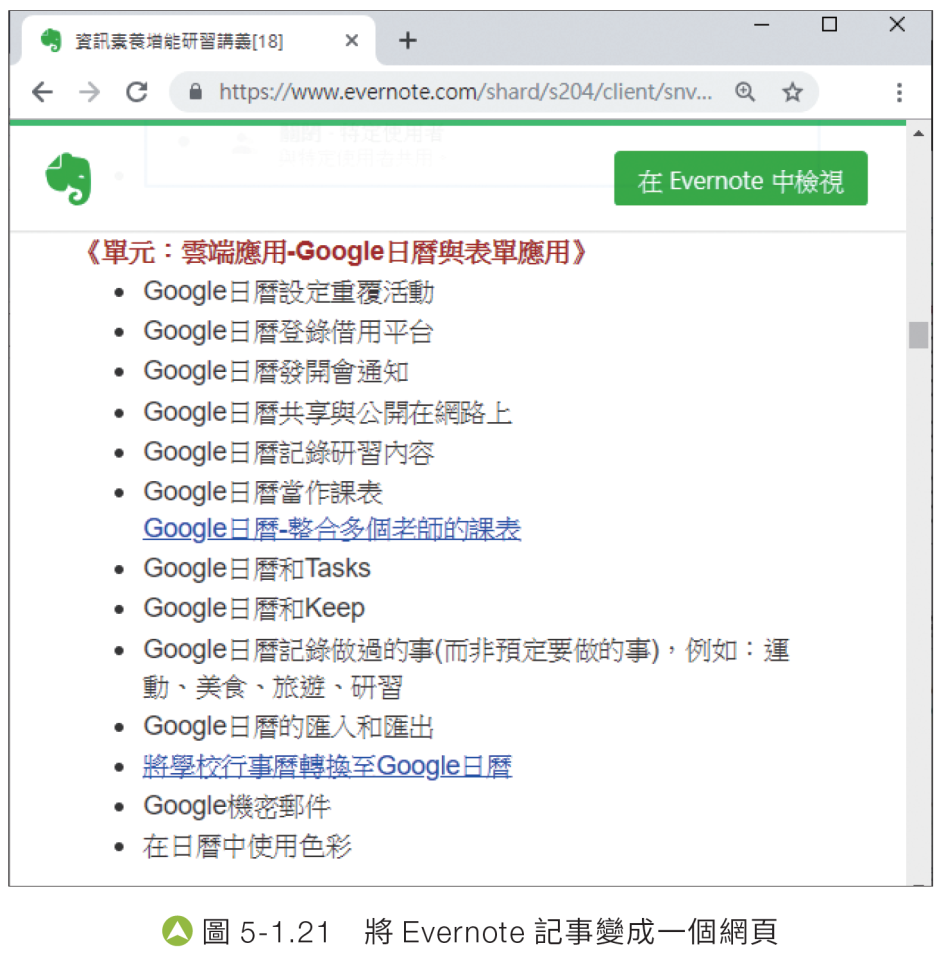 資訊素養增能研習講義[18]
https://www.evernote.com/shard/s204/client/snv...
在 Evernote 中檢視
《單元：雲端應用-Google日曆與表單應用》
Google日曆設定重覆活動
Google日曆登錄借用平台
Google日曆發開會通知
Google日曆共享與公開在網路上
Google日曆記錄研習內容
Google日曆當作課表
Google日曆-整合多個老師的課表
Google日曆和Tasks
Google日曆和Keep
Google日曆記錄做過的事(而非預定要做的事)，例如：運
動、美食、旅遊、研習
Google日曆的匯入和匯出
將學校行事曆轉換至Google日曆
Google機密郵件
在日曆中使用色彩
圖 5-1.21 將 Evernote 記事變成一個網頁